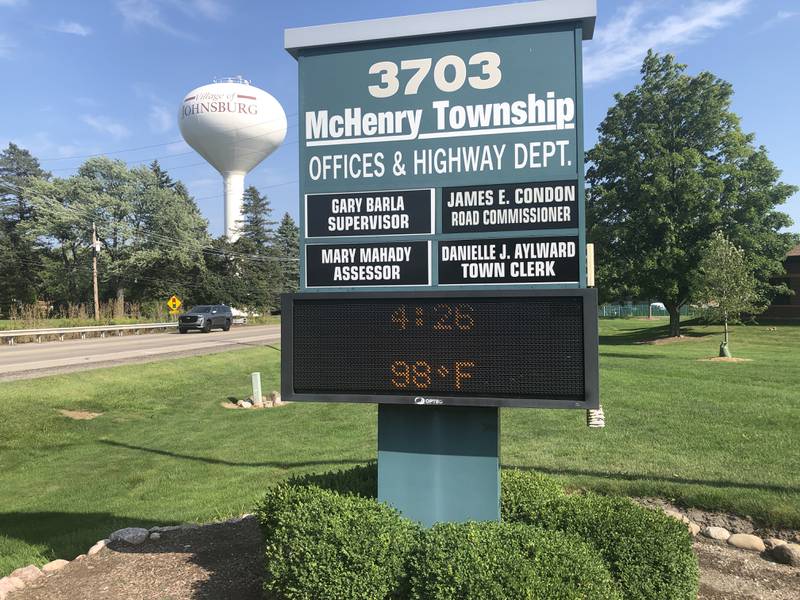 Village of
JOHNSBURG
3703
McHenry Township
OFFICES & HIGHWAY DEPT.
GARY BARLA
SUPERVISOR
JAMES E. CONDON
ROAD COMMISSIONER
MARY MAHADY
ASSESSOR
DANIELLE J. AYLWARD
TOWN CLERK
4:26
98°F
OPTEC